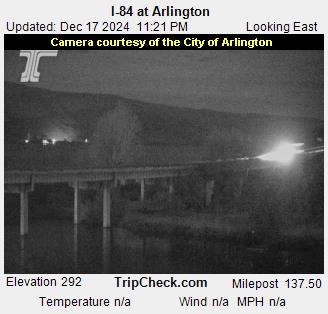 I-84 at Arlington
Updated: Dec 17 2024 11:21 PM Looking East
Camera courtesy of the City of Arlington
Elevation 292 TripCheck.com Milepost 137.50
Temperature n/a Wind n/a MPH n/a